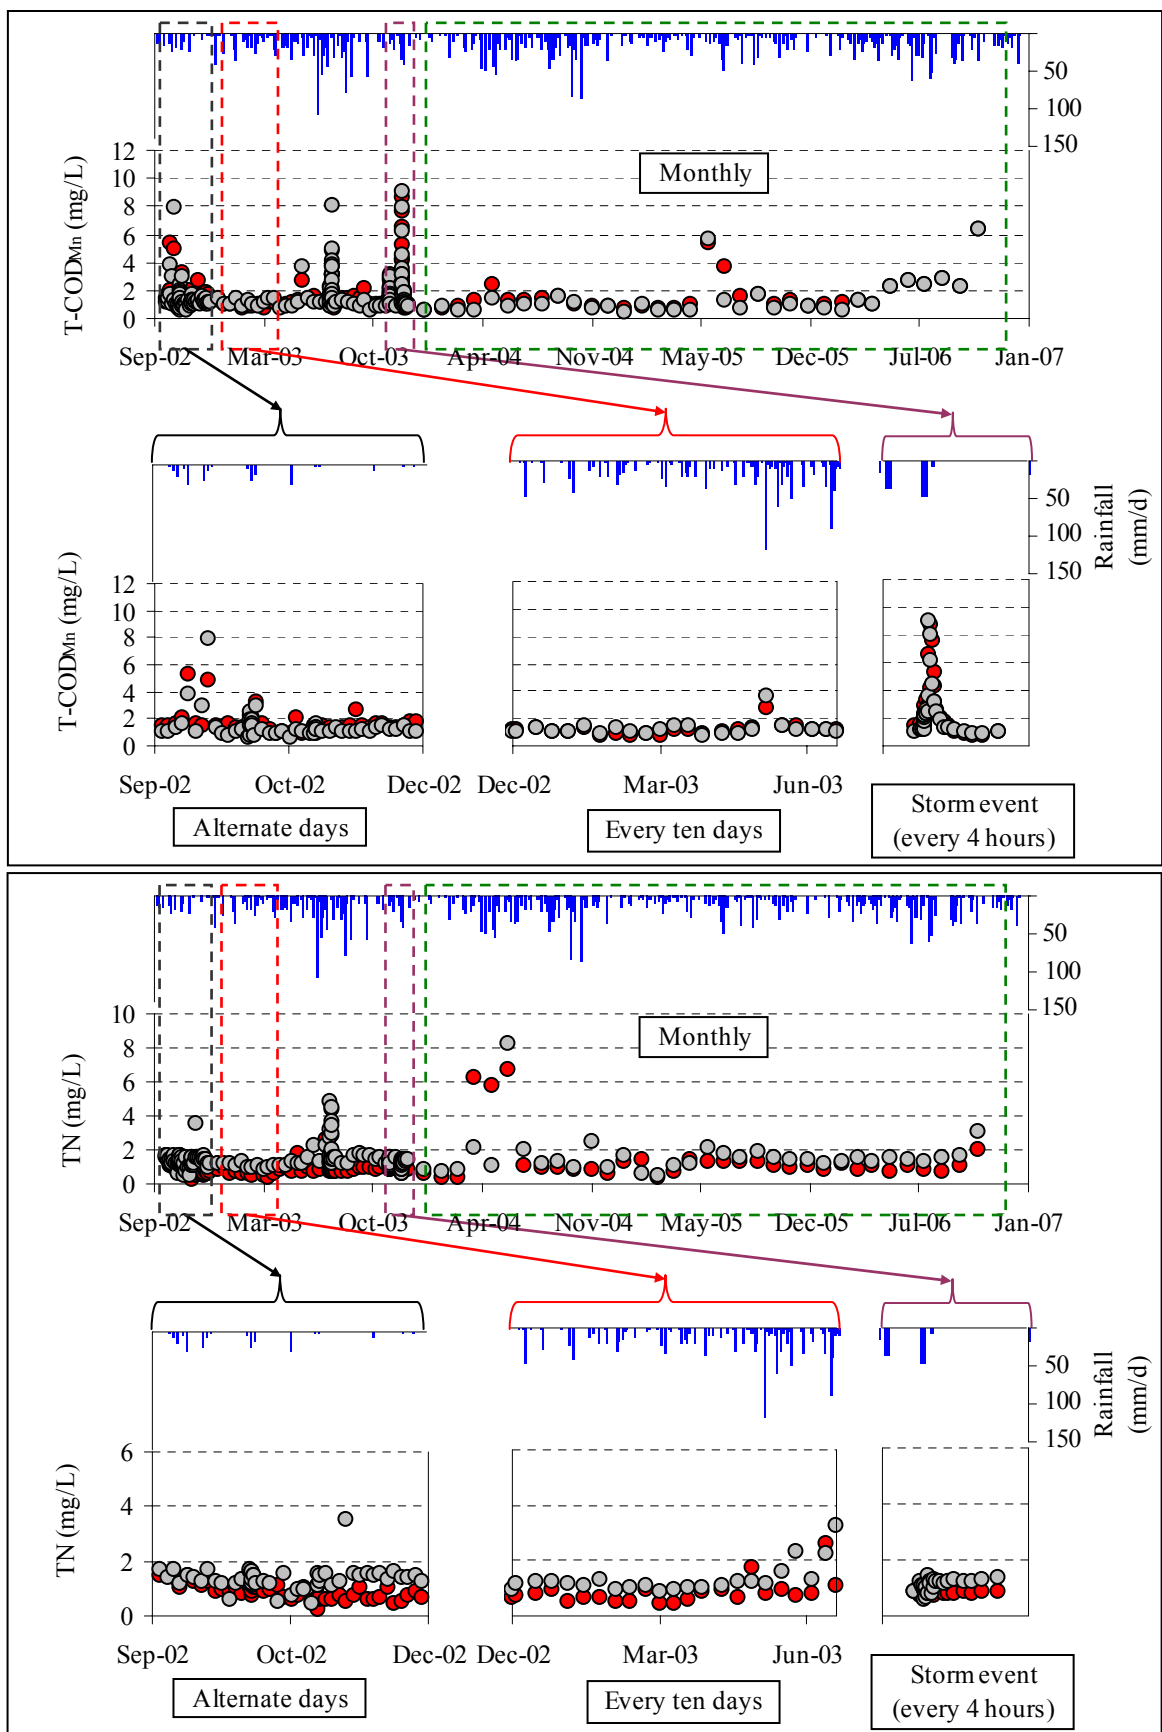 50
100
150
12
10
8
6
4
2
0
T-CODMn (mg/L)
Monthly
Sep-02 Mar-03 Oct-03 Apr-04 Nov-04 May-05 Dec-05 Jul-06 Jan-07
50
100
150
Rainfall
(mm/d)
12
10
8
6
4
2
0
T-CODMn (mg/L)
Sep-02 Oct-02 Dec-02 Dec-02 Mar-03 Jun-03
Alternate days
Every ten days
Storm event
(every 4 hours)
50
100
150
10
8
6
4
2
0
TN (mg/L)
Monthly
Sep-02 Mar-03 Oct-03 Apr-04 Nov-04 May-05 Dec-05 Jul-06 Jan-07
50
100
150
Rainfall
(mm/d)
6
4
2
0
TN (mg/L)
Sep-02 Oct-02 Dec-02 Dec-02 Mar-03 Jun-03
Alternate days
Every ten days
Storm event
(every 4 hours)